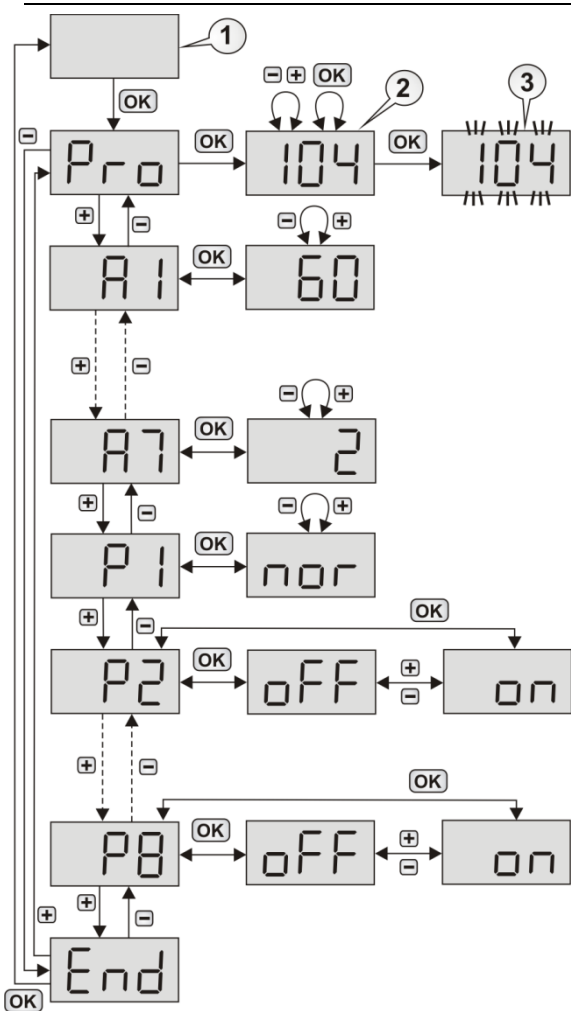 1
OK
- + OK 2 3
-
Pro OK 104 OK 104
+ - - +
A1 OK 60
+ - - +
A7 OK 2
+ - - +
P1 OK nor
+ - OK
P2 OK oFF + - on
+ - OK
P8 OK oFF + - on
+ + -
End
OK